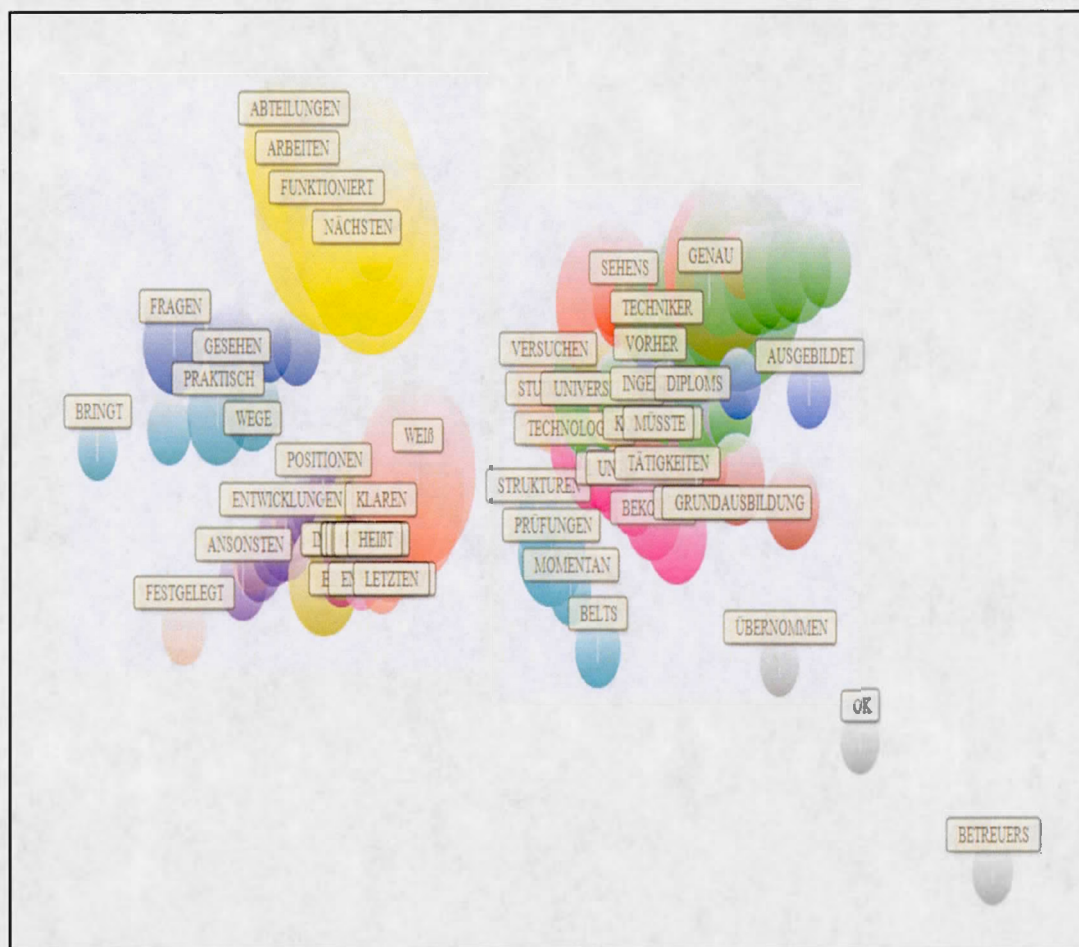 ABTEILUNGEN
ARBEITEN
FUNKTIONIERT
NÄCHSTEN
FRAGEN
GESEHEN
PRAKTISCH
BRINGT
WEGE
WEIß
POSITIONEN
ENTWICKLUNGEN
KLAREN
ANSONSTEN
HEIßT
FESTGELEGT
LETZTEN
SEHENS
GENAU
TECHNIKER
VERSUCHEN
VORHER
AUSGEBILDET
DIPLOMS
MÜSSTE
TÄTIGKEITEN
STRUKTUREN
GRUNDAUSBILDUNG
PRÜFUNGEN
MOMENTAN
BELTS
ÜBERNOMMEN
OK
BETREUERS